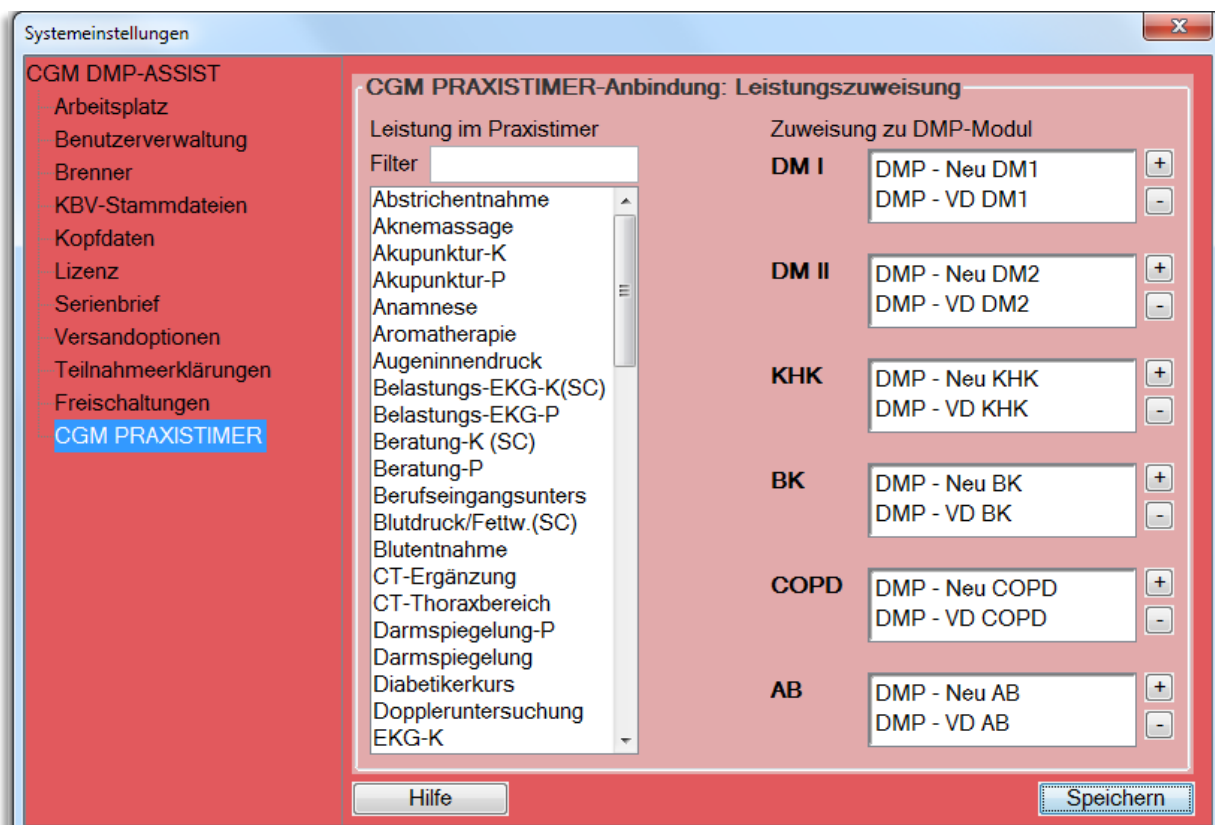 Systemeinstellungen
x
CGM DMP-ASSIST
Arbeitsplatz
Benutzerverwaltung
Brenner
KBV-Stammdateien
Kopfdaten
Lizenz
Serienbrief
Versandoptionen
Teilnahmeerklärungen
Freischaltungen
CGM PRAXISTIMER
CGM PRAXISTIMER-Anbindung: Leistungszuweisung
Leistung im Praxistimer
Filter
Abstrichentnahme
Aknemassage
Akupunktur-K
Akupunktur-P
Anamnese
Aromatherapie
Augeninnendruck
Belastungs-EKG-K(SC)
Belastungs-EKG-P
Beratung-K (SC)
Beratung-P
Berufseingangsunters
Blutdruck/Fettw.(SC)
Blutentnahme
CT-Ergänzung
CT-Thoraxbereich
Darmspiegelung-P
Darmspiegelung
Diabetikerkurs
Doppleruntersuchung
EKG-K
Zuweisung zu DMP-Modul
DM I
DMP - Neu DM1
DMP - VD DM1
+
-
DM II
DMP - Neu DM2
DMP - VD DM2
+
-
KHK
DMP - Neu KHK
DMP - VD KHK
+
-
BK
DMP - Neu BK
DMP - VD BK
+
-
COPD
DMP - Neu COPD
DMP - VD COPD
+
-
AB
DMP - Neu AB
DMP - VD AB
+
-
Hilfe
Speichern